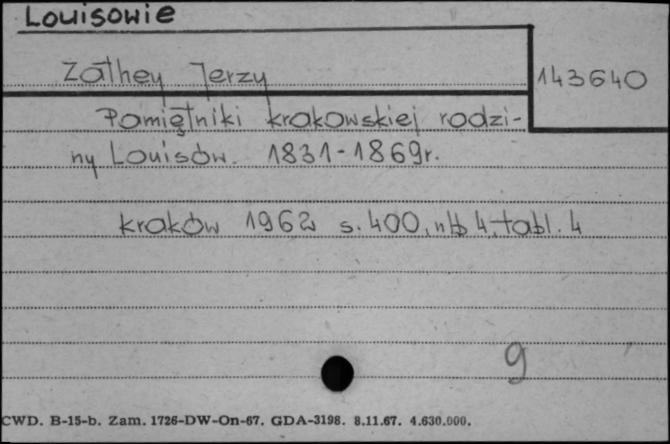 Louisowie
Zathey Jerzy
143640
Pamiętniki krakowskiej rodzi-
ny Louisów. 1831-1869r.
Kraków 1962 s. 400, nlb 4, tabl. 4
9
CWD. B-15-b. Zam. 1726-DW-On-67. GDA-3198. 8.11.67. 4.630.000.